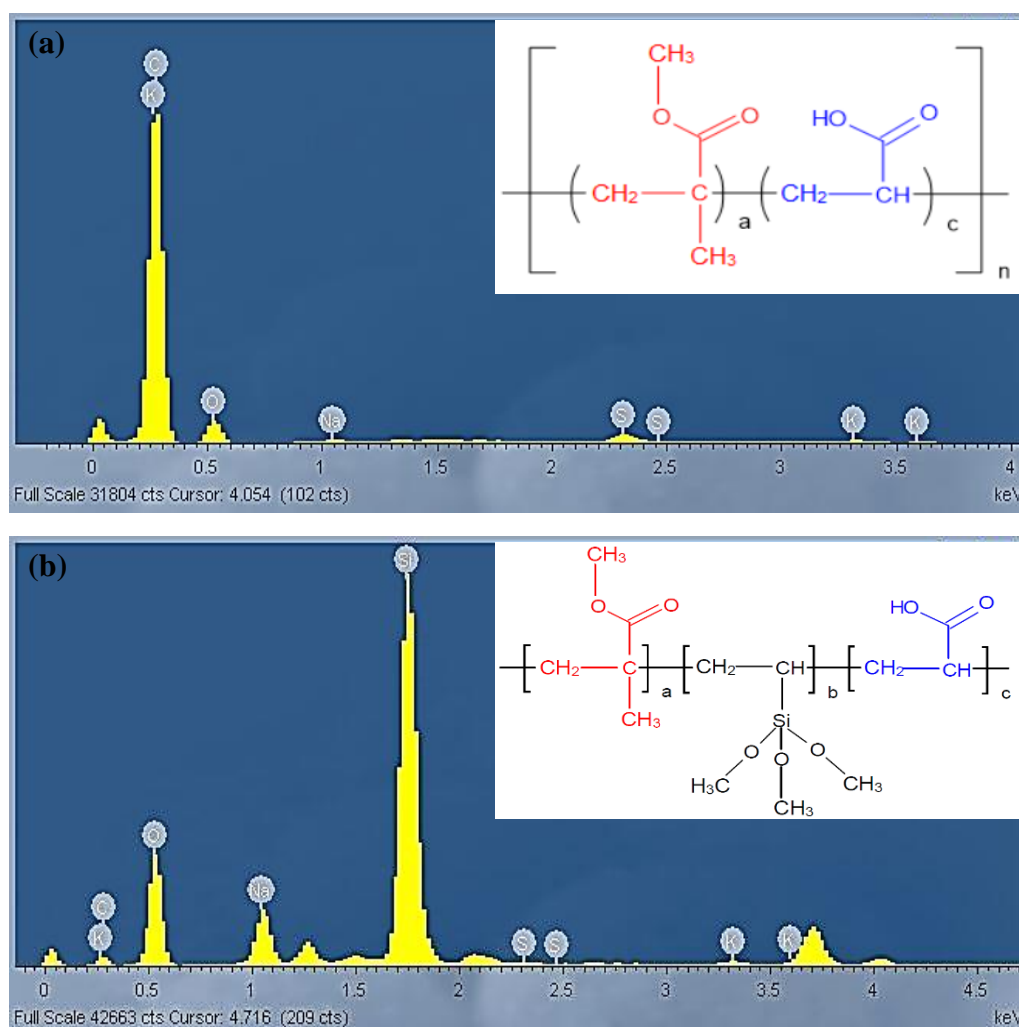 (a)
C
K
O
Na
S
S
K
K
CH₃
O
O
HO
O
CH₂
C
CH₂
CH
a
c
CH₃
n
0
0.5
1
1.5
2
2.5
3
3.5
4
Full Scale 31804 cts Cursor: 4.054 (102 cts)
keV
(b)
Si
O
C
K
Na
S
S
K
K
CH₃
O
O
HO
O
CH₂
C
CH₂
CH
CH₂
CH
a
b
c
CH₃
Si
O
O
O
H₃C
CH₃
CH₃
0
0.5
1
1.5
2
2.5
3
3.5
4
4.5
Full Scale 42663 cts Cursor: 4.716 (209 cts)
keV